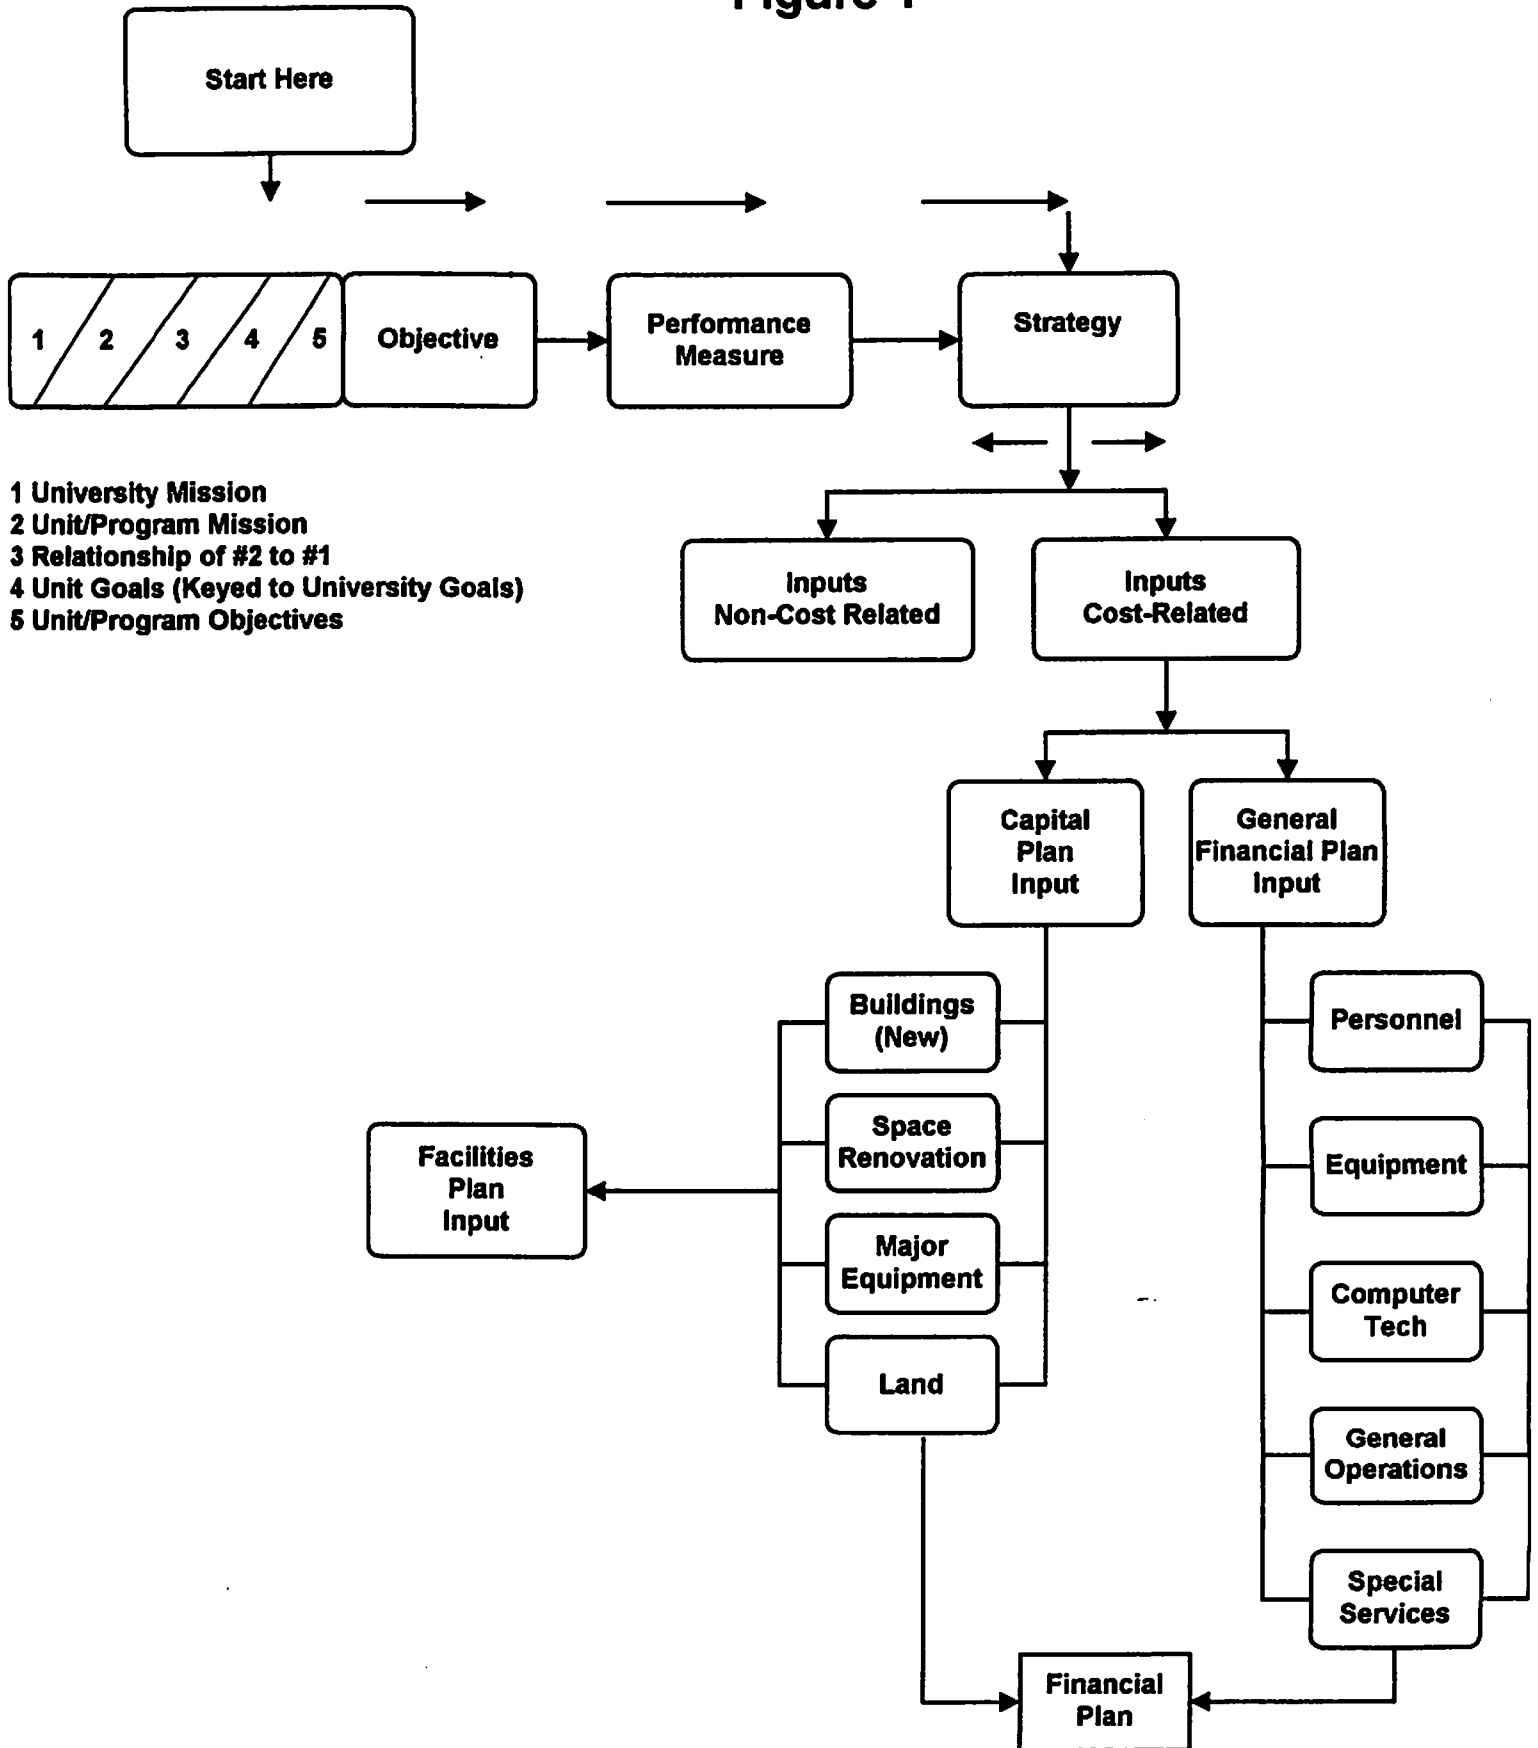 Figure 1
Start Here
1 2 3 4 5
Objective
Performance
Measure
Strategy
1 University Mission
2 Unit/Program Mission
3 Relationship of #2 to #1
4 Unit Goals (Keyed to University Goals)
5 Unit/Program Objectives
Inputs
Non-Cost Related
Inputs
Cost-Related
Capital
Plan
Input
General
Financial Plan
Input
Buildings
(New)
Space
Renovation
Major
Equipment
Land
Facilities
Plan
Input
Personnel
Equipment
Computer
Tech
General
Operations
Special
Services
Financial
Plan